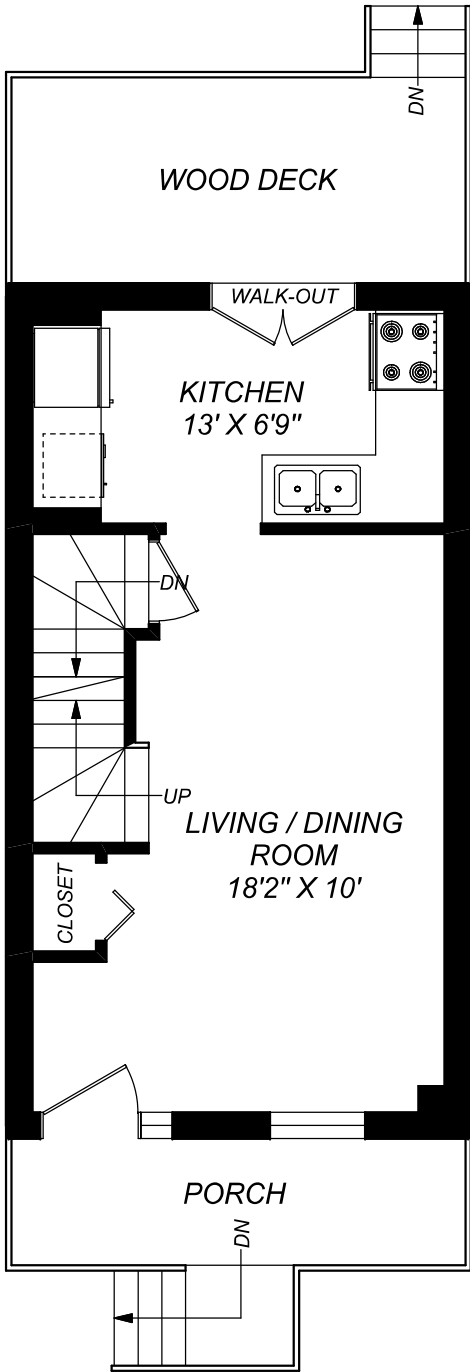 DN
WOOD DECK
WALK-OUT
KITCHEN
13' X 6'9"
DN
UP
LIVING / DINING
ROOM
18'2" X 10'
CLOSET
PORCH
DN